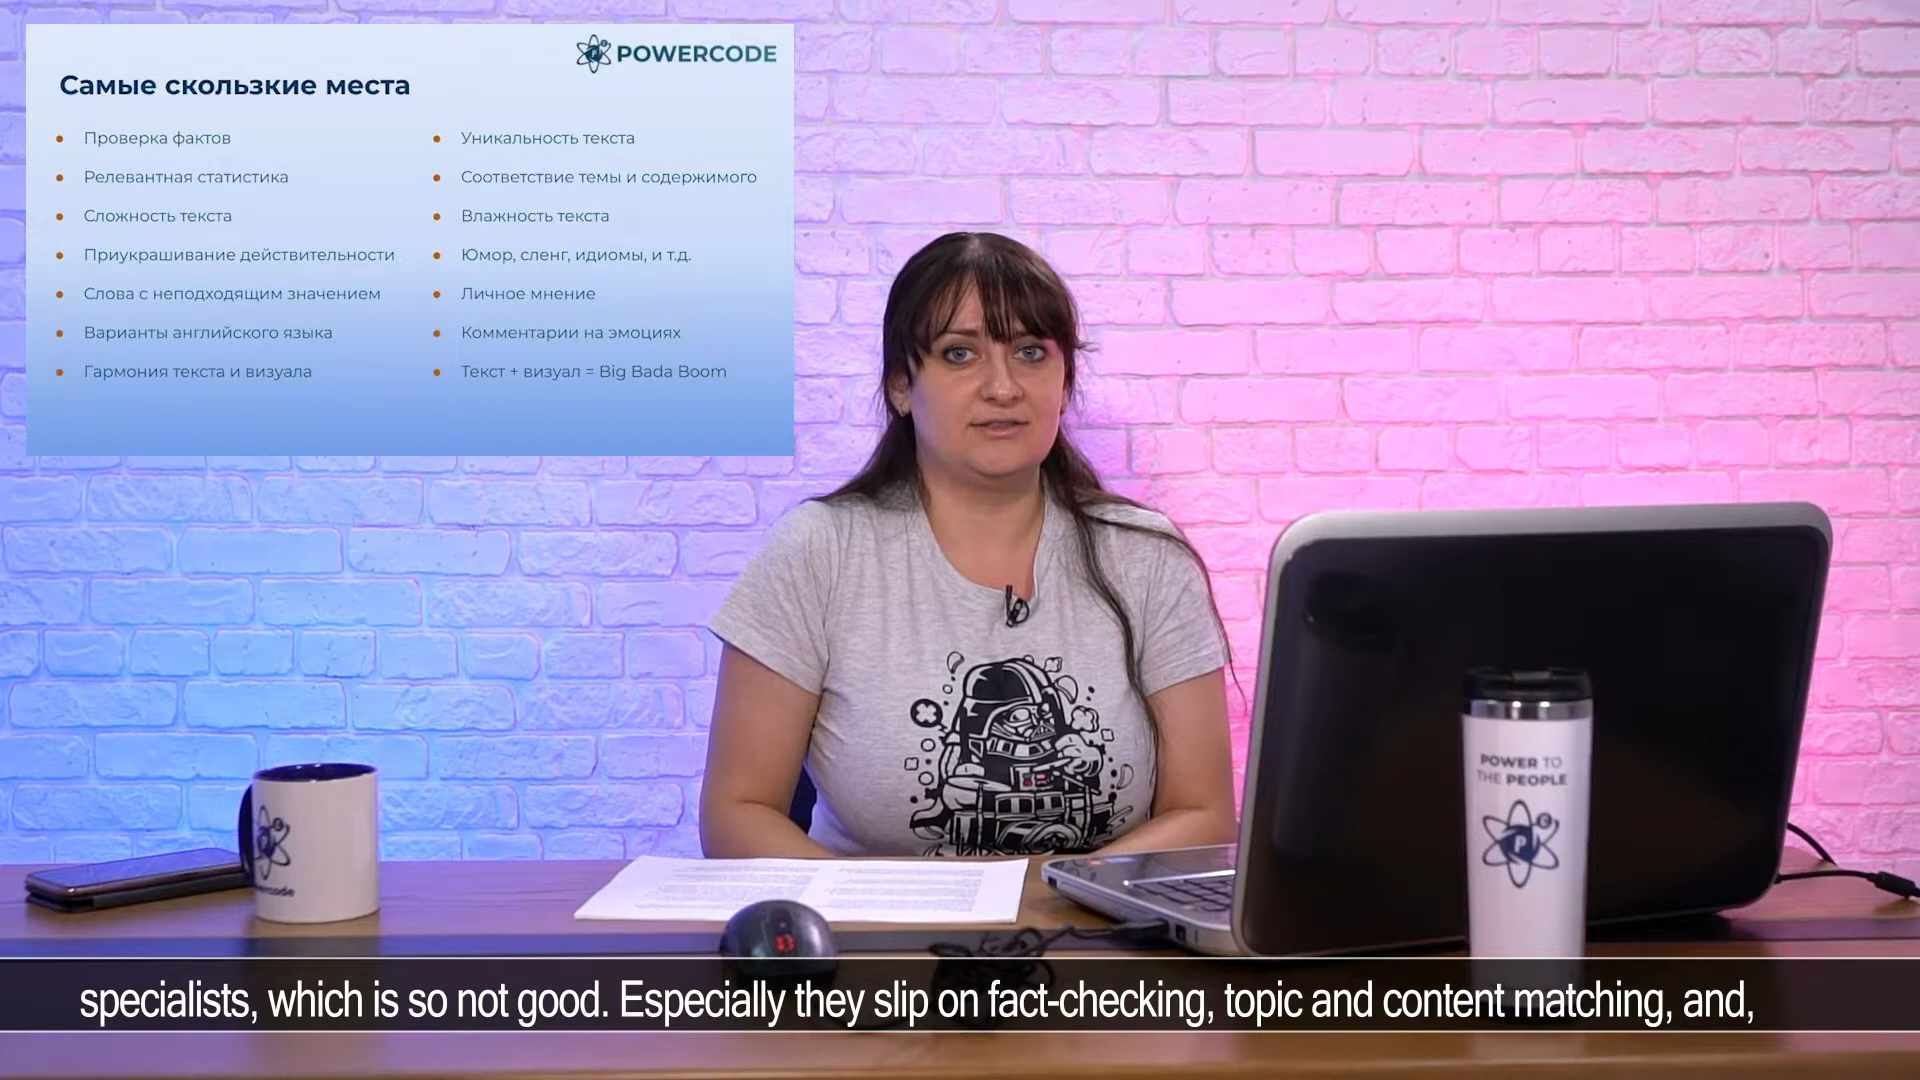 POWERCODE
Самые скользкие места
Проверка фактов
Релевантная статистика
Сложность текста
Приукрашивание действительности
Слова с неподходящим значением
Варианты английского языка
Гармония текста и визуала
Уникальность текста
Соответствие темы и содержимого
Влажность текста
Юмор, сленг, идиомы, и т.д.
Личное мнение
Комментарии на эмоциях
Текст + визуал = Big Bada Boom
POWER TO
THE PEOPLE
specialists, which is so not good. Especially they slip on fact-checking, topic and content matching, and,